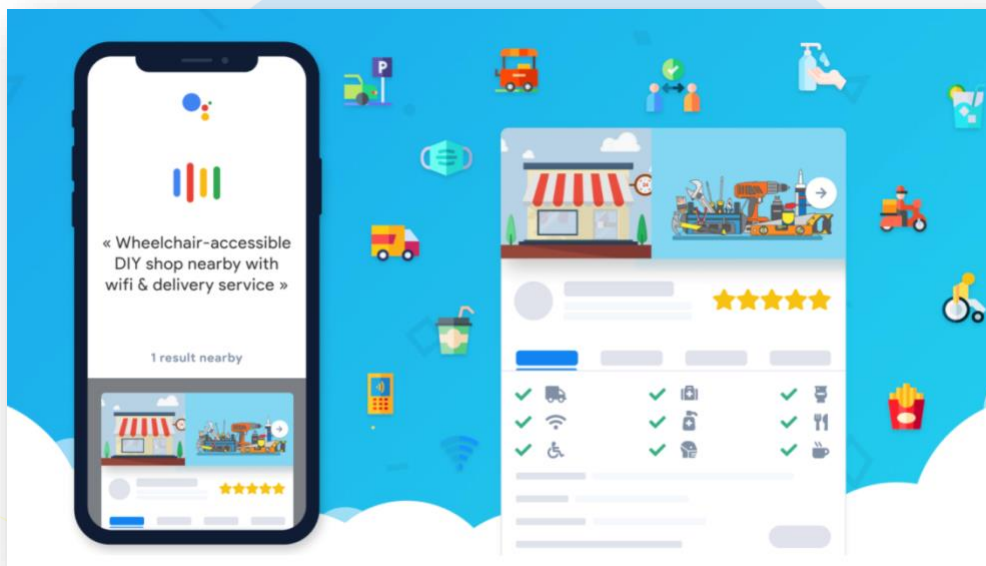 « Wheelchair-accessible
DIY shop nearby with
wifi & delivery service »
1 result nearby
P